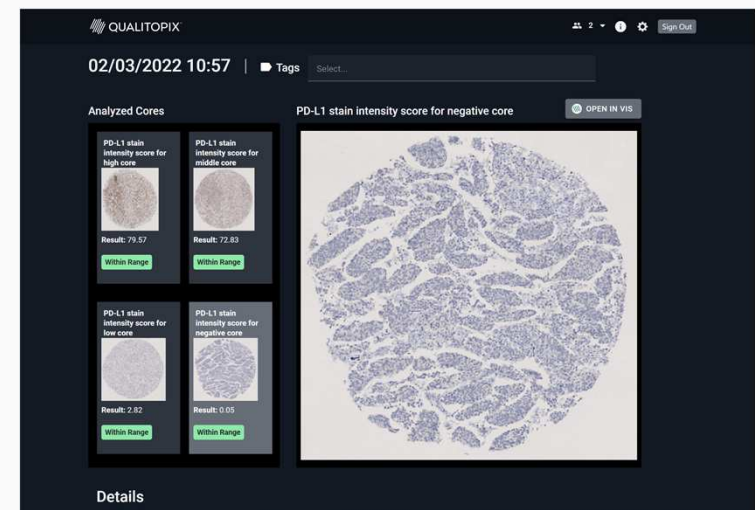 QUALITOPIX
2
Sign Out
02/03/2022 10:57 | Tags Select...
Analyzed Cores
PD-L1 stain intensity score for negative core
OPEN IN VIS
PD-L1 stain
intensity score for
high core
Result: 79.57
Within Range
PD-L1 stain
intensity score for
middle core
Result: 72.83
Within Range
PD-L1 stain
intensity score for
low core
Result: 2.82
Within Range
PD-L1 stain
intensity score for
negative core
Result: 0.05
Within Range
Details